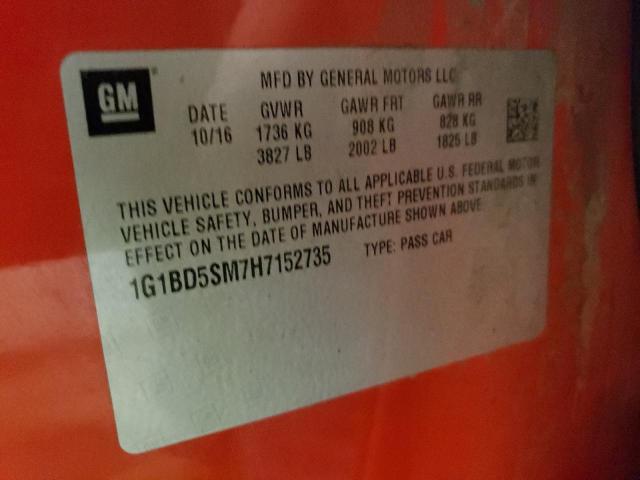 GM
MFD BY GENERAL MOTORS LLC
DATE GVWR GAWR FRT GAWR RR
10/16 1736 KG 908 KG 828 KG
3827 LB 2002 LB 1825 LB
THIS VEHICLE CONFORMS TO ALL APPLICABLE U.S. FEDERAL MOTOR
VEHICLE SAFETY, BUMPER, AND THEFT PREVENTION STANDARDS IN
EFFECT ON THE DATE OF MANUFACTURE SHOWN ABOVE
1G1BD5SM7H7152735 TYPE: PASS CAR